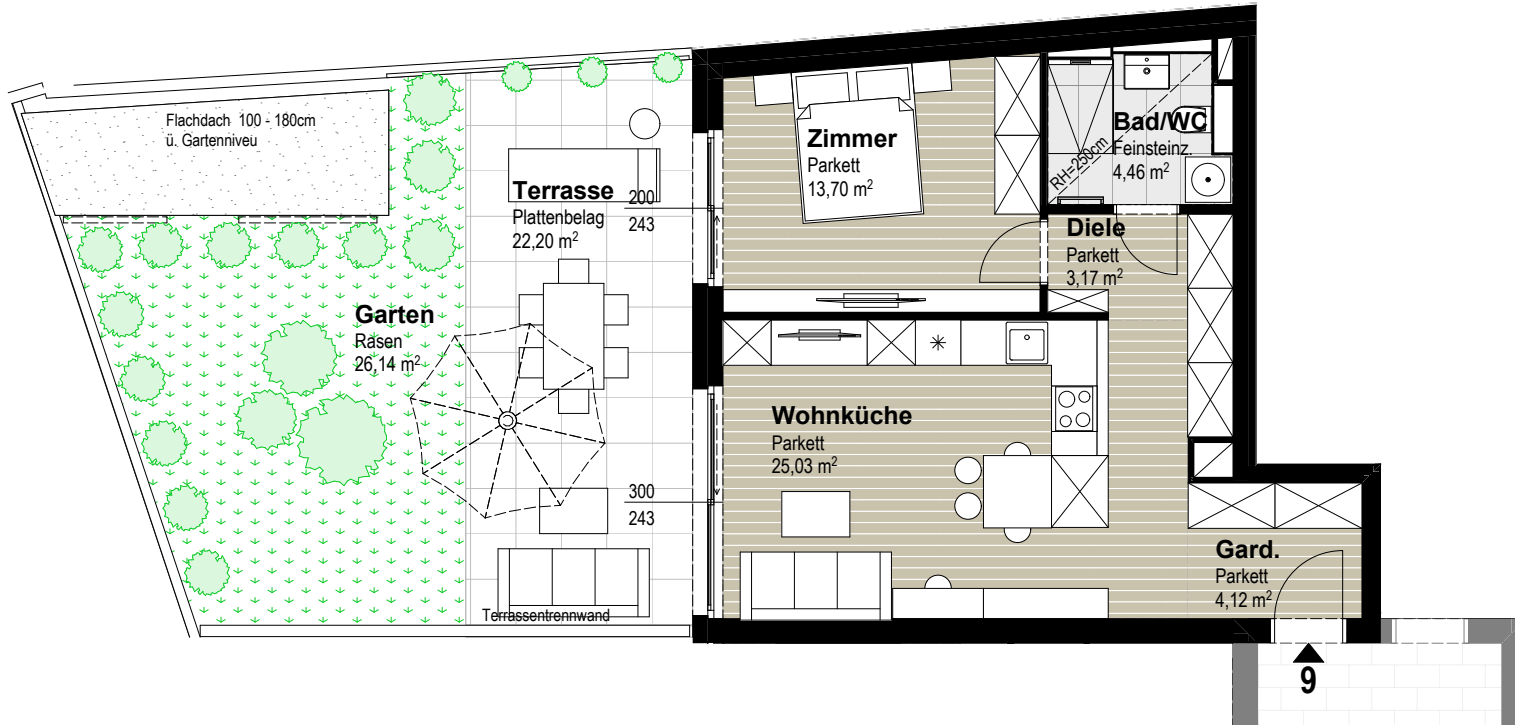 Flachdach 100 - 180cm
ü. Gartenniveu
Terrasse
Plattenbelag
22,20 m²
200
243
Zimmer
Parkett
13,70 m²
Bad/WC
Feinsteinz.
4,46 m²
RH=250cm
Diele
Parkett
3,17 m²
Garten
Rasen
26,14 m²
Wohnküche
Parkett
25,03 m²
300
243
Gard.
Parkett
4,12 m²
Terrassentrennwand
9